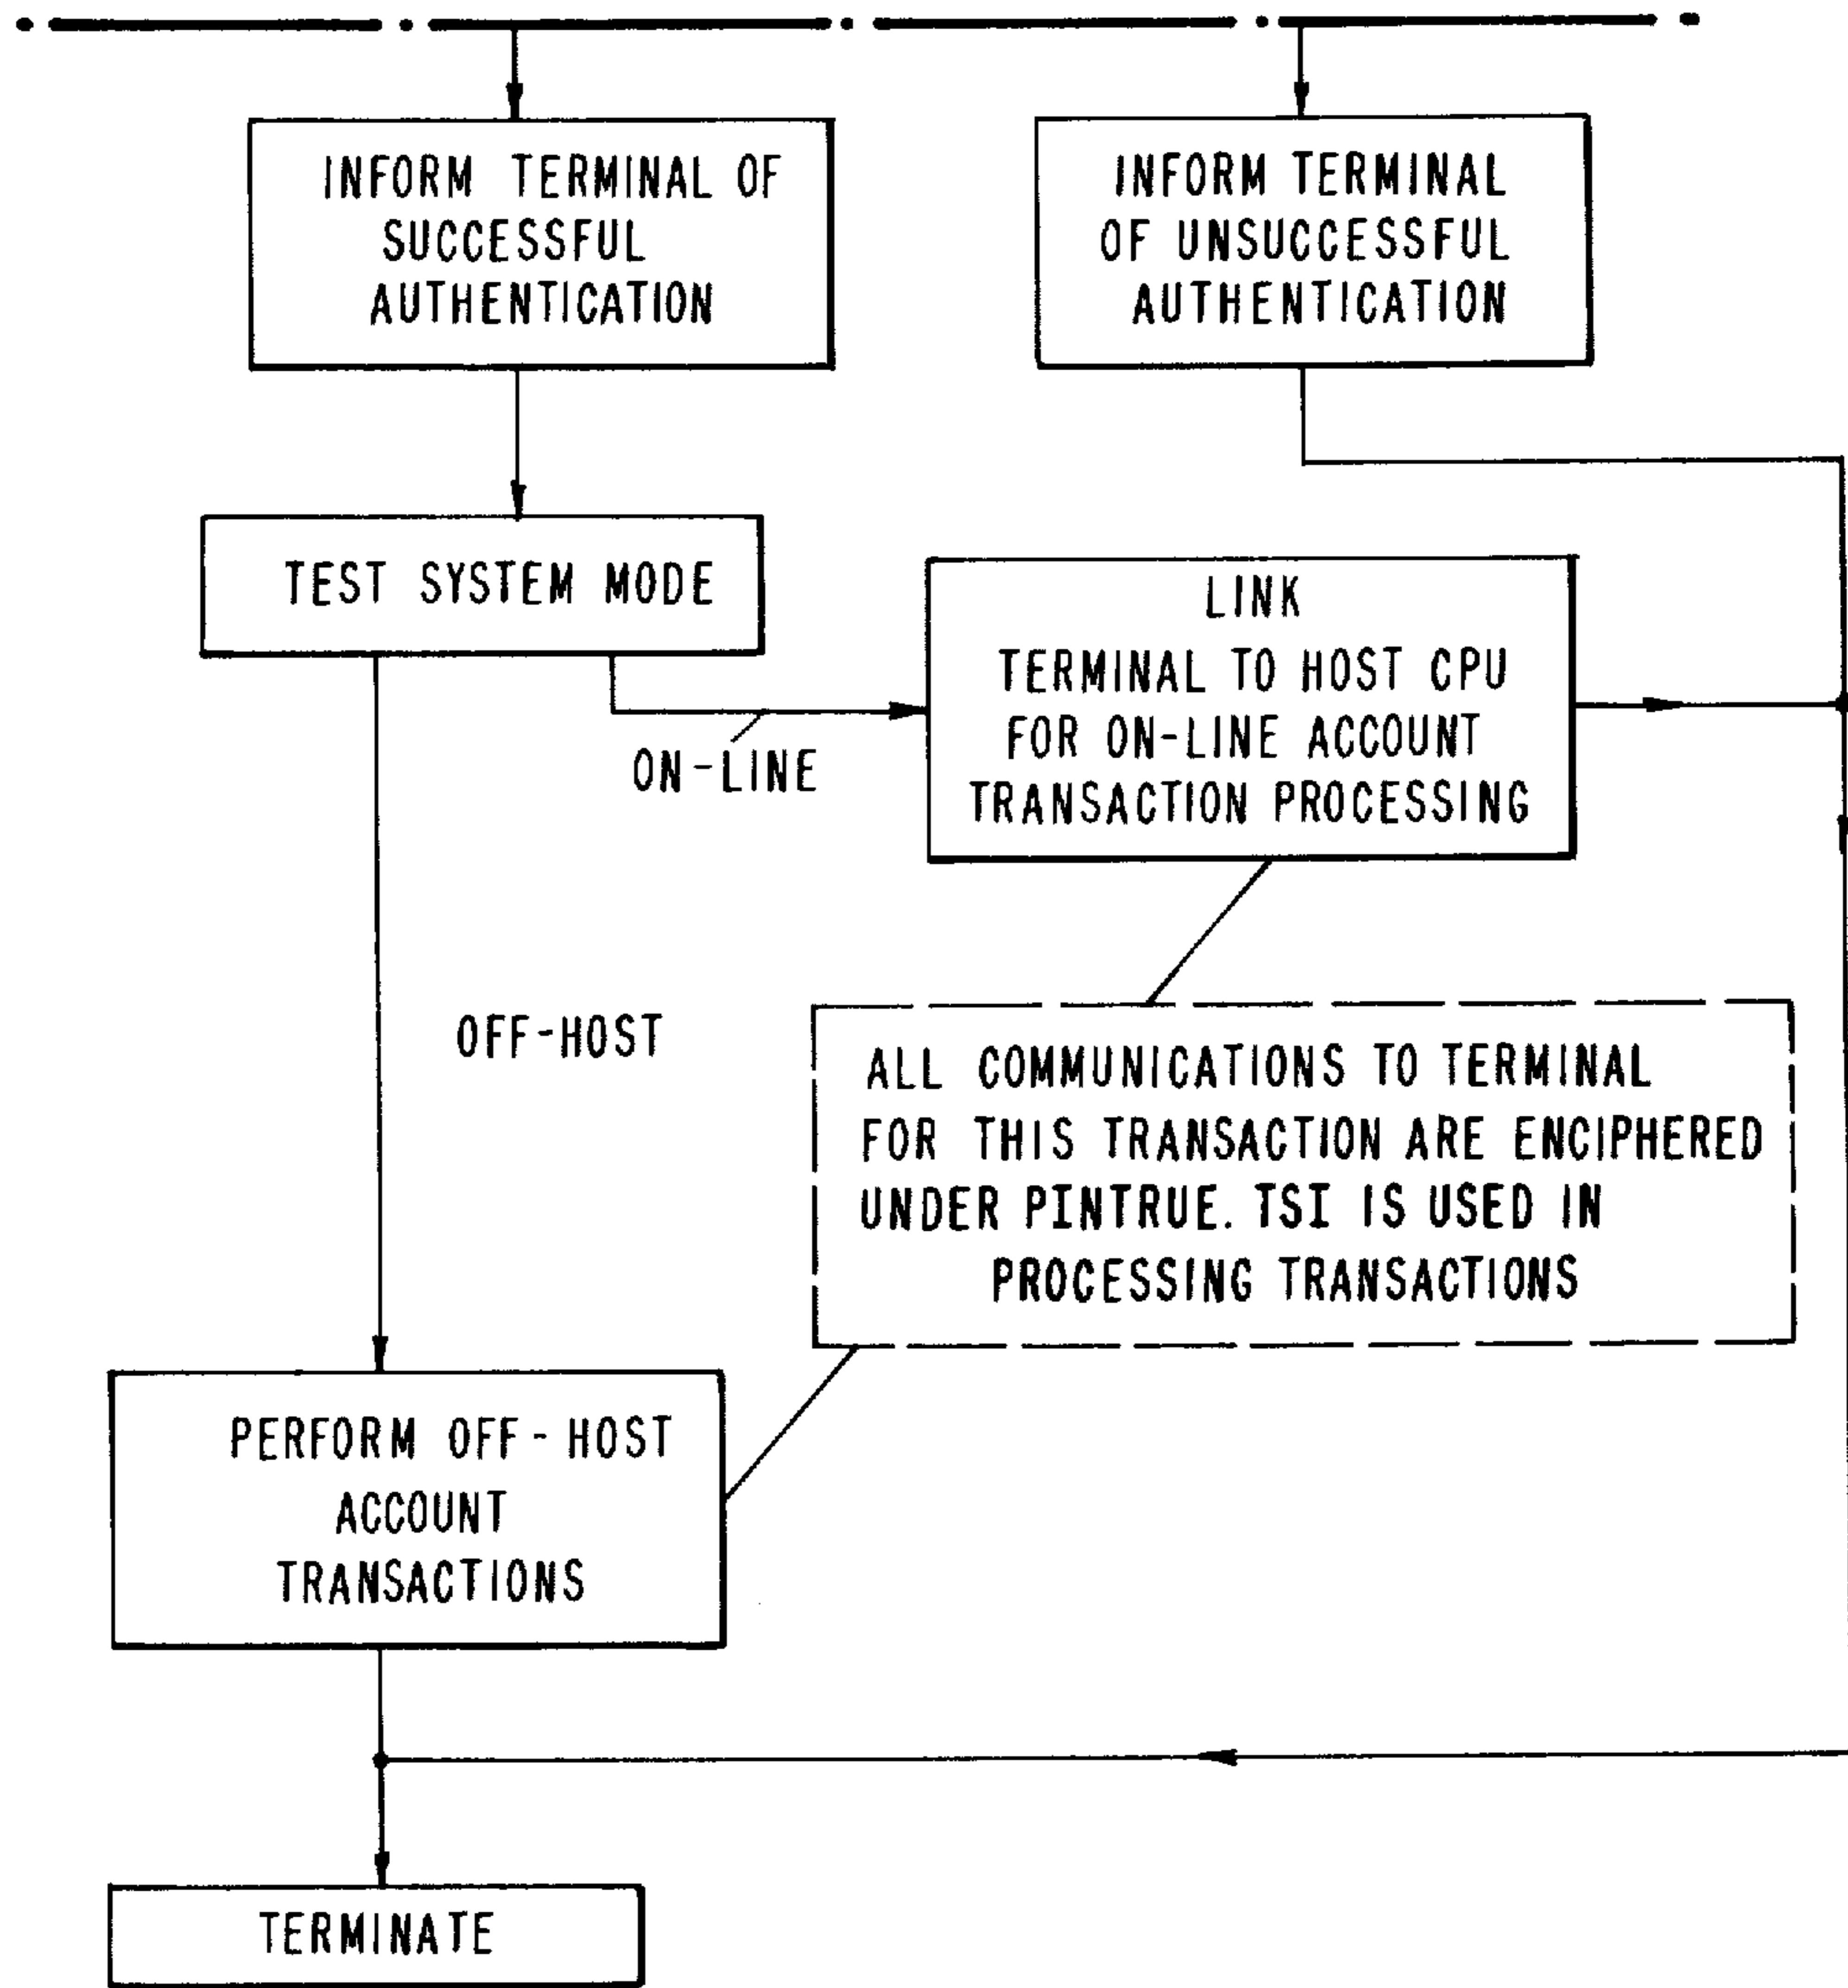 INFORM TERMINAL OF
SUCCESSFUL
AUTHENTICATION
INFORM TERMINAL
OF UNSUCCESSFUL
AUTHENTICATION
TEST SYSTEM MODE
LINK
TERMINAL TO HOST CPU
FOR ON-LINE ACCOUNT
TRANSACTION PROCESSING
ON-LINE
OFF-HOST
ALL COMMUNICATIONS TO TERMINAL
FOR THIS TRANSACTION ARE ENCIPHERED
UNDER PINTRUE. TSI IS USED IN
PROCESSING TRANSACTIONS
PERFORM OFF-HOST
ACCOUNT
TRANSACTIONS
TERMINATE